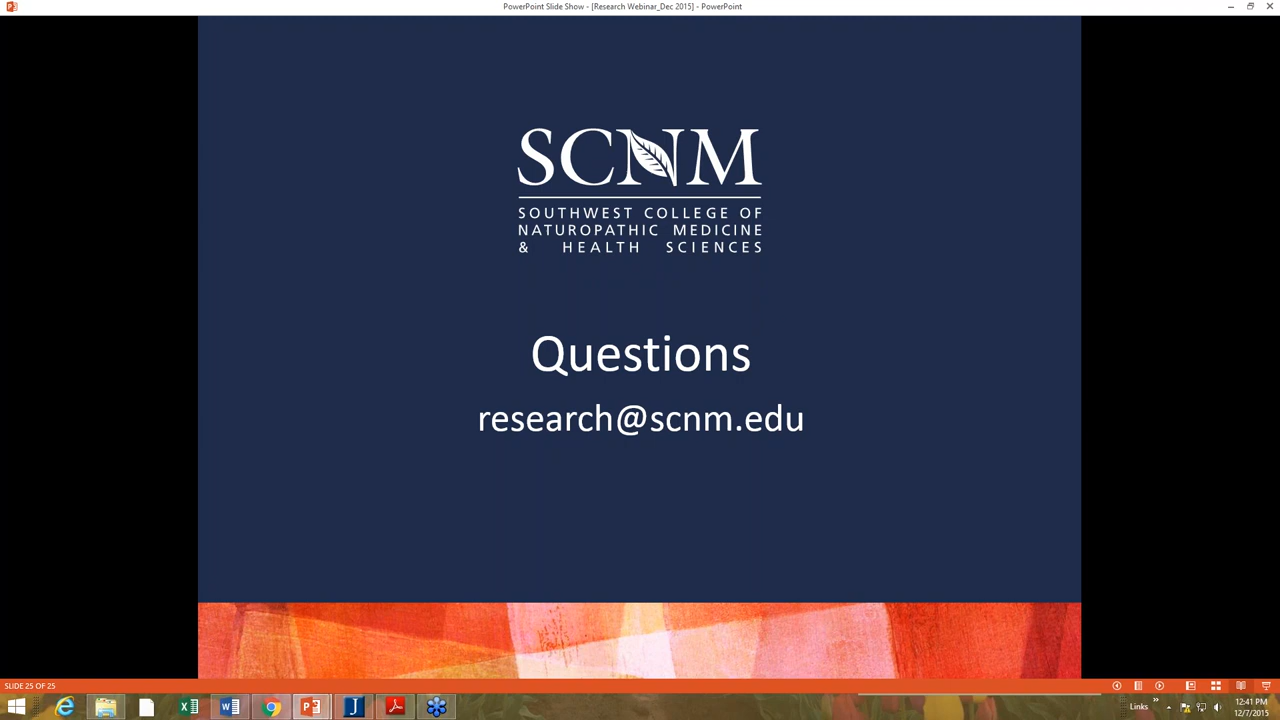 PowerPoint Slide Show - [Research Webinar_Dec 2015] - PowerPoint
SCNM
SOUTHWEST COLLEGE OF
NATUROPATHIC MEDICINE
& HEALTH SCIENCES
Questions
research@scnm.edu
SLIDE 25 OF 25
Links
12:41 PM
12/7/2015